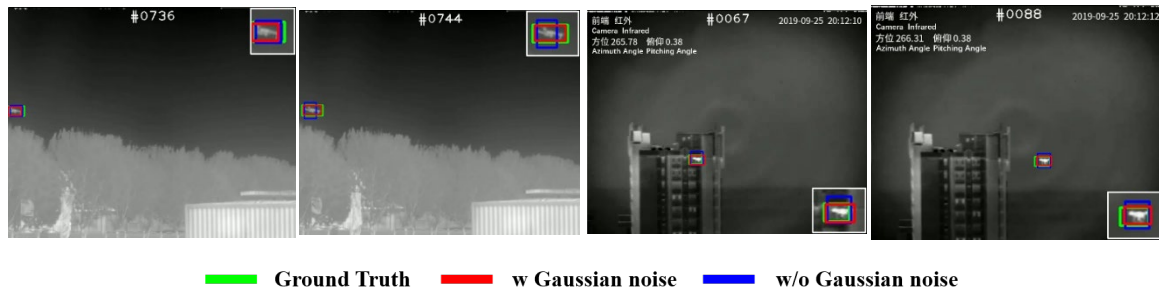 #0736
#0744
前端 红外
#0067
2019-09-25 20:12:10
Camera Infrared
方位 265.78 俯仰 0.38
Azimuth Angle Pitching Angle
前端 红外
#0088
2019-09-25 20:12:12
Camera Infrared
方位 266.31 俯仰 0.38
Azimuth Angle Pitching Angle
Ground Truth
w Gaussian noise
w/o Gaussian noise